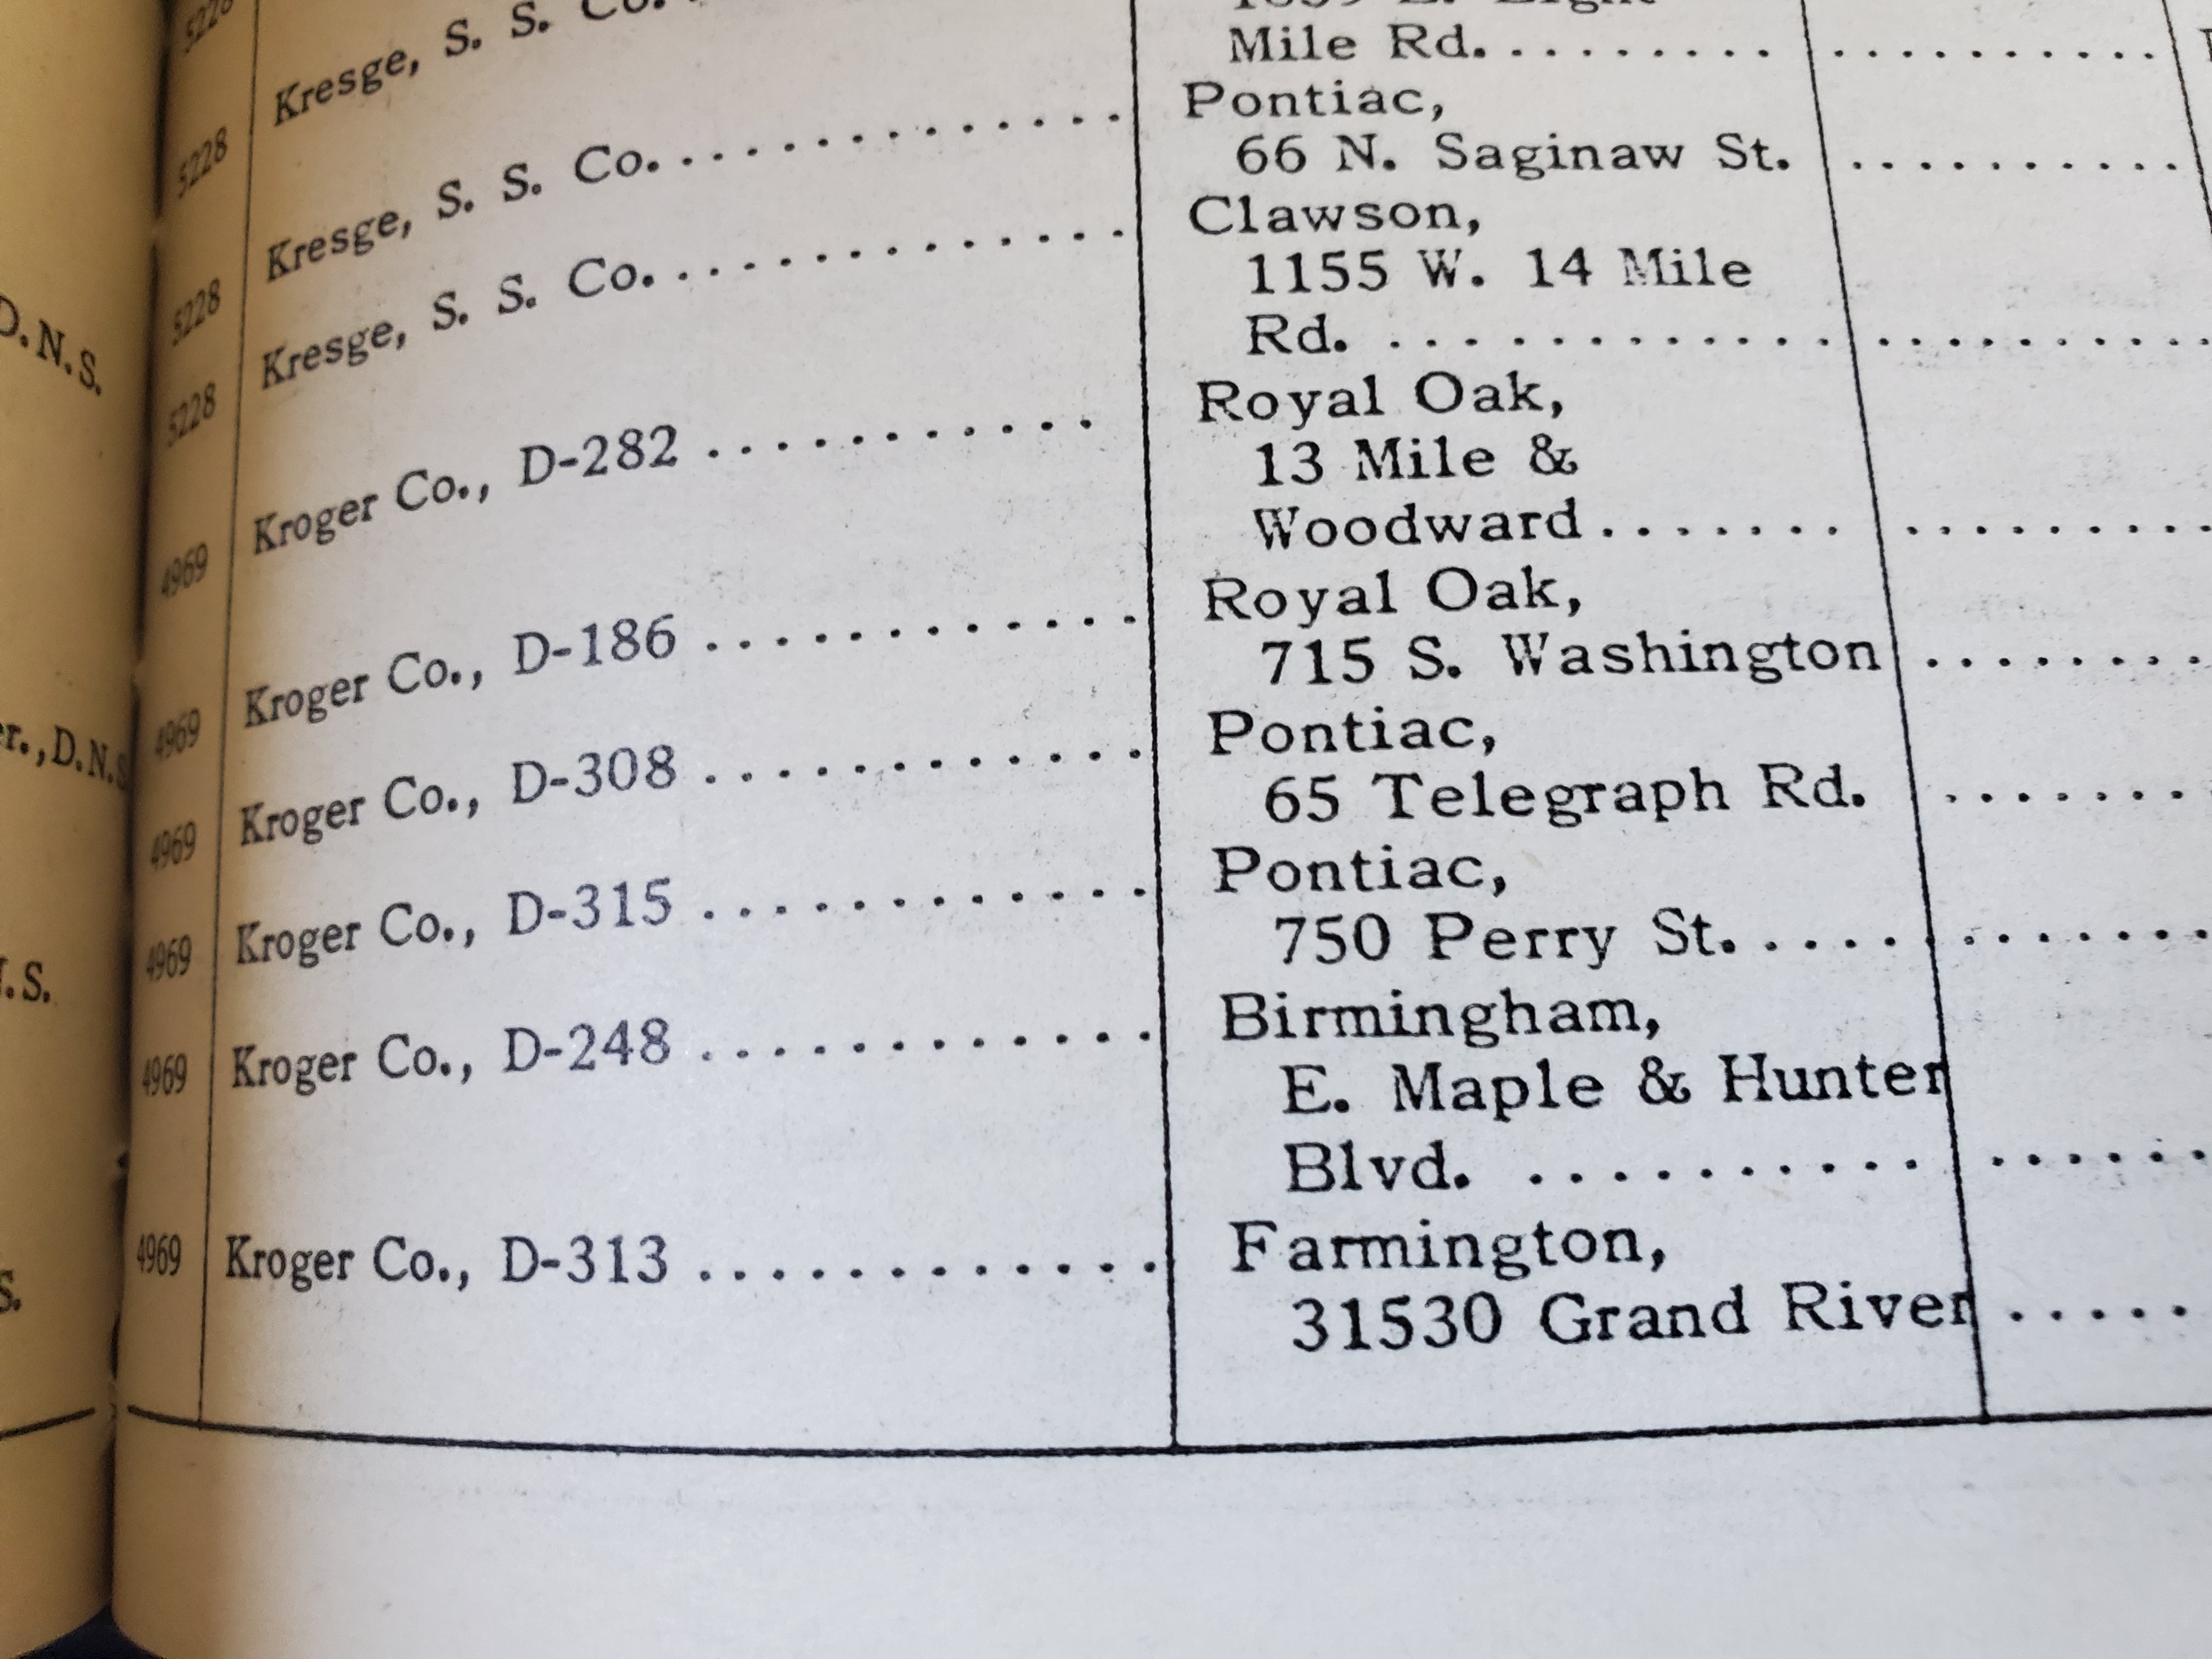 5228 Kresge, S. S. Co.
Mile Rd. . . . . . . . . .
5228 Kresge, S. S. Co. . . . . . . . . . . . . . Pontiac,
66 N. Saginaw St. . . . . . . . . . .
5228 Kresge, S. S. Co. . . . . . . . . . . . . . Clawson,
1155 W. 14 Mile
Rd. . . . . . . . . . . . .
4969 Kroger Co., D-282 . . . . . . . . . . . Royal Oak,
13 Mile &
Woodward. . . . . . .
4969 Kroger Co., D-186 . . . . . . . . . . . . Royal Oak,
715 S. Washington . . . . . . . .
4969 Kroger Co., D-308 . . . . . . . . . . . . Pontiac,
65 Telegraph Rd. . . . . . . .
4969 Kroger Co., D-315 . . . . . . . . . . . . Pontiac,
750 Perry St. . . . .
4969 Kroger Co., D-248 . . . . . . . . . . . . Birmingham,
E. Maple & Hunter
Blvd. . . . . . . . . . . .
4969 Kroger Co., D-313 . . . . . . . . . . . . Farmington,
31530 Grand River . . . . .